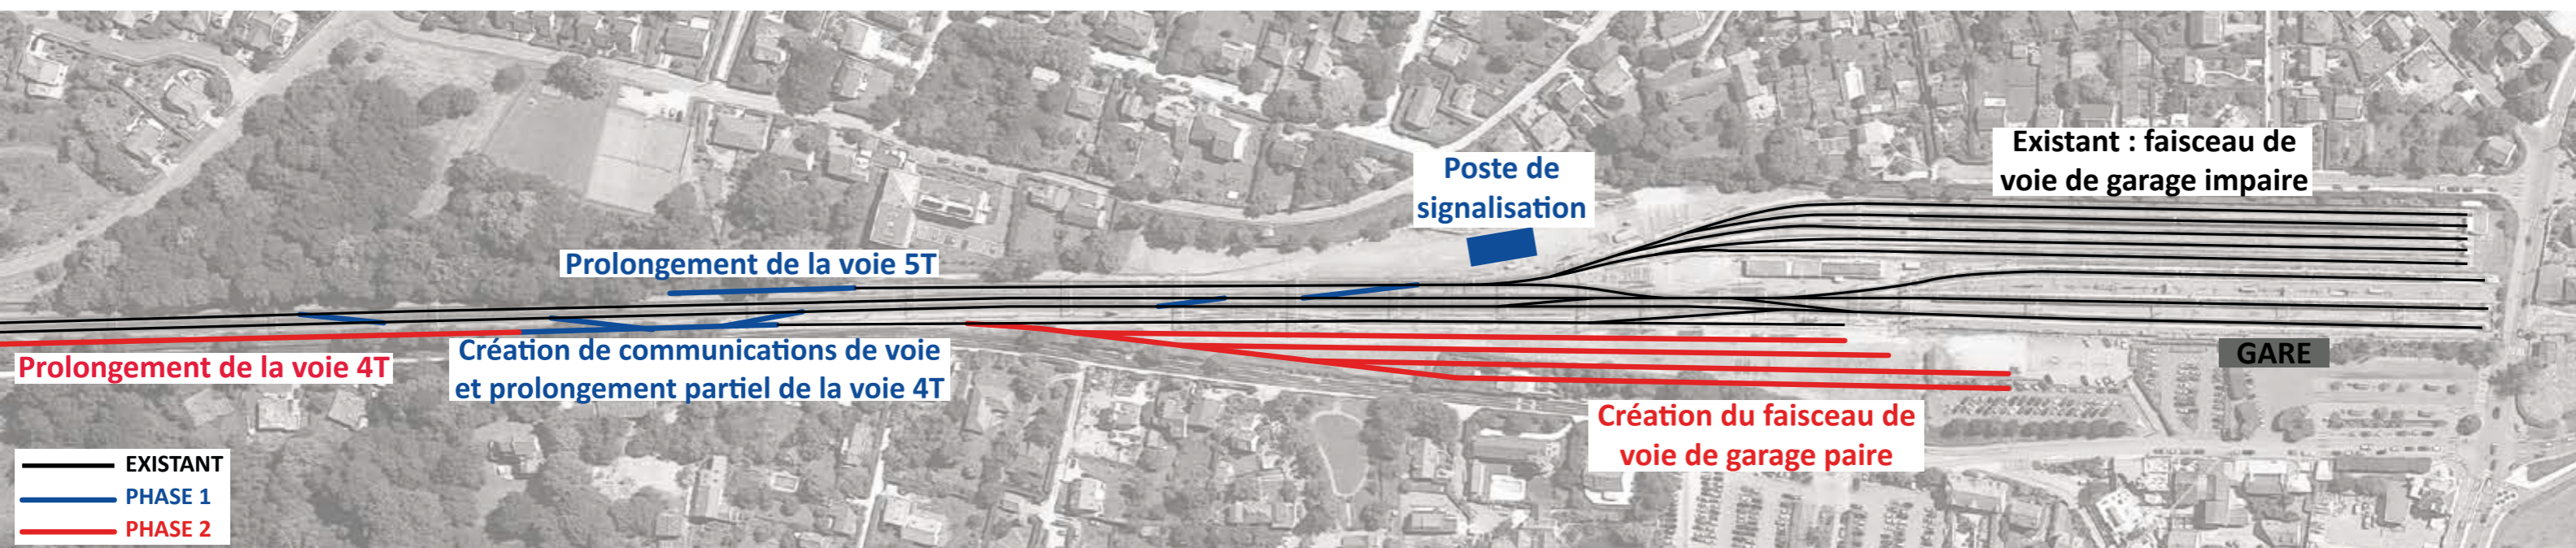 Existant : faisceau de
voie de garage impaire
Poste de
signalisation
Prolongement de la voie 5T
Prolongement de la voie 4T
Création de communications de voie
et prolongement partiel de la voie 4T
GARE
Création du faisceau de
voie de garage paire
EXISTANT
PHASE 1
PHASE 2